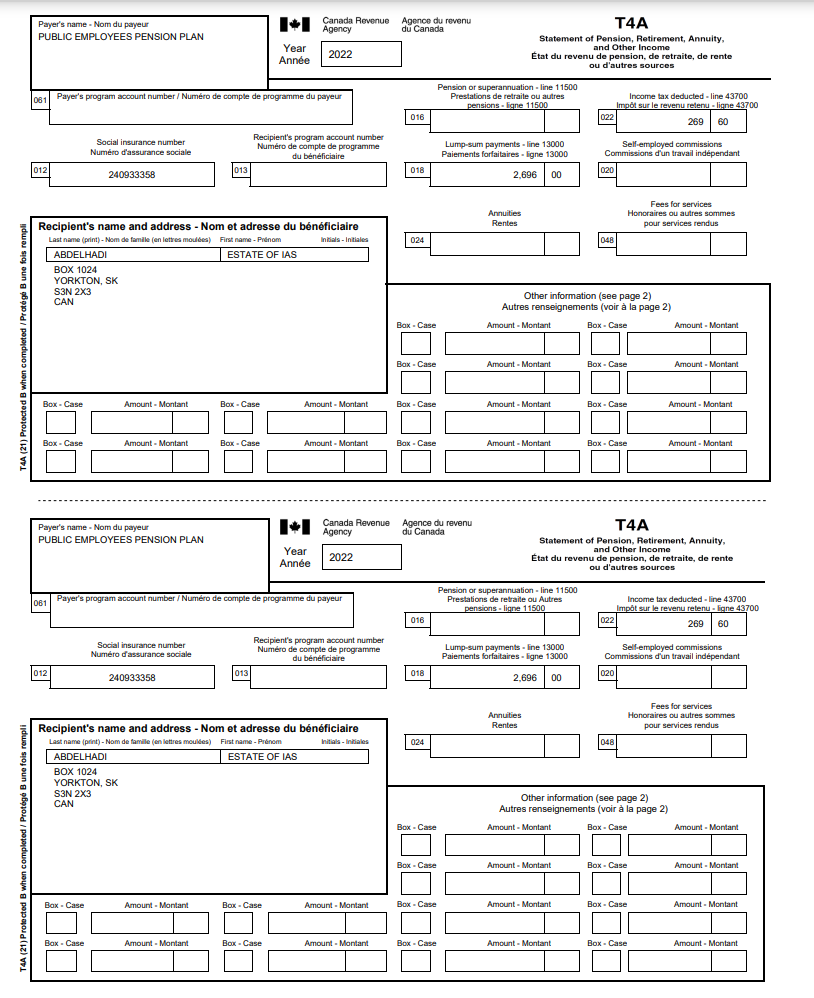 Payer's name - Nom du payeur
PUBLIC EMPLOYEES PENSION PLAN
Canada Revenue
Agency
Agence du revenu
du Canada
Year
Année
2022
T4A
Statement of Pension, Retirement, Annuity,
and Other Income
État du revenu de pension, de retraite, de rente
ou d'autres sources
061
Payer's program account number / Numéro de compte de programme du payeur
Pension or superannuation - line 11500
Prestations de retraite ou autres
pensions - ligne 11500
016
Income tax deducted - line 43700
Impôt sur le revenu retenu - ligne 43700
022
269 60
Social insurance number
Numéro d'assurance sociale
012
240933358
Recipient's program account number
Numéro de compte de programme
du bénéficiaire
013
Lump-sum payments - line 13000
Paiements forfaitaires - ligne 13000
018
2,696 00
Self-employed commissions
Commissions d'un travail indépendant
020
Annuities
Rentes
024
Fees for services
Honoraires ou autres sommes
pour services rendus
048
T4A (21) Protected B when completed / Protégé B une fois rempli
Recipient's name and address - Nom et adresse du bénéficiaire
Last name (print) - Nom de famille (en lettres moulées) First name - Prénom Initials - Initiales
ABDELHADI ESTATE OF IAS
BOX 1024
YORKTON, SK
S3N 2X3
CAN
Other information (see page 2)
Autres renseignements (voir à la page 2)
Box - Case Amount - Montant Box - Case Amount - Montant
Box - Case Amount - Montant Box - Case Amount - Montant
Box - Case Amount - Montant Box - Case Amount - Montant Box - Case Amount - Montant Box - Case Amount - Montant
Box - Case Amount - Montant Box - Case Amount - Montant Box - Case Amount - Montant Box - Case Amount - Montant
Payer's name - Nom du payeur
PUBLIC EMPLOYEES PENSION PLAN
Canada Revenue
Agency
Agence du revenu
du Canada
Year
Année
2022
T4A
Statement of Pension, Retirement, Annuity,
and Other Income
État du revenu de pension, de retraite, de rente
ou d'autres sources
061
Payer's program account number / Numéro de compte de programme du payeur
Pension or superannuation - line 11500
Prestations de retraite ou Autres
pensions - ligne 11500
016
Income tax deducted - line 43700
Impôt sur le revenu retenu - ligne 43700
022
269 60
Social insurance number
Numéro d'assurance sociale
012
240933358
Recipient's program account number
Numéro de compte de programme
du bénéficiaire
013
Lump-sum payments - line 13000
Paiements forfaitaires - ligne 13000
018
2,696 00
Self-employed commissions
Commissions d'un travail indépendant
020
Annuities
Rentes
024
Fees for services
Honoraires ou autres sommes
pour services rendus
048
T4A (21) Protected B when completed / Protégé B une fois rempli
Recipient's name and address - Nom et adresse du bénéficiaire
Last name (print) - Nom de famille (en lettres moulées) First name - Prénom Initials - Initiales
ABDELHADI ESTATE OF IAS
BOX 1024
YORKTON, SK
S3N 2X3
CAN
Other information (see page 2)
Autres renseignements (voir à la page 2)
Box - Case Amount - Montant Box - Case Amount - Montant
Box - Case Amount - Montant Box - Case Amount - Montant
Box - Case Amount - Montant Box - Case Amount - Montant Box - Case Amount - Montant Box - Case Amount - Montant
Box - Case Amount - Montant Box - Case Amount - Montant Box - Case Amount - Montant Box - Case Amount - Montant